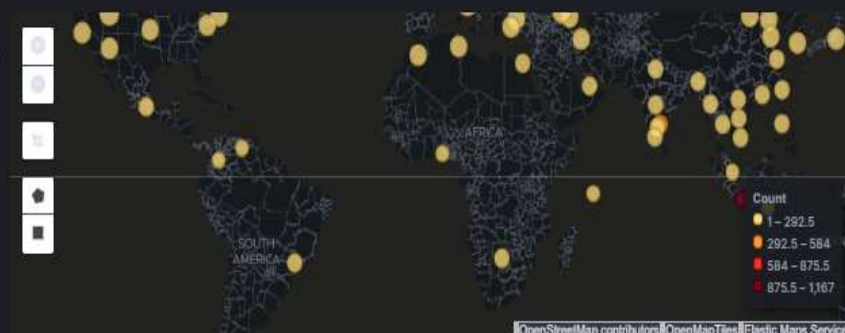 AFRICA
Count
1 – 292.5
292.5 – 584
584 – 875.5
875.5 – 1,167
SOUTH
AMERICA
OpenStreetMap contributors OpenMapTiles Elastic Maps Service